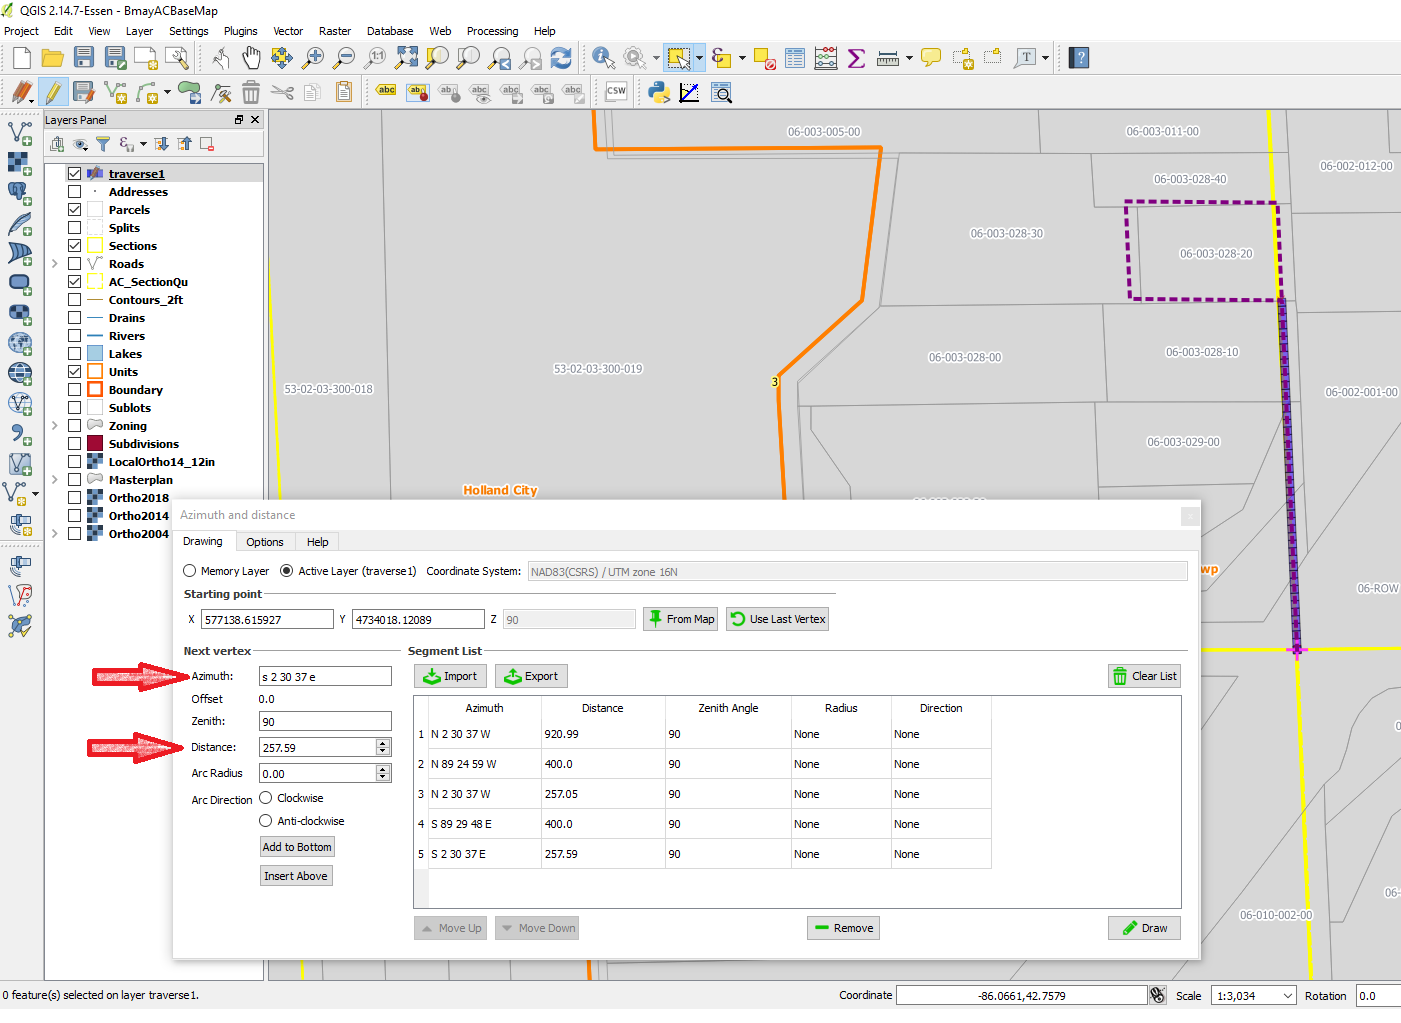 QGIS 2.14.7-Essen - BmayACBaseMap
Project Edit View Layer Settings Plugins Vector Raster Database Web Processing Help
abc ab abc ab abc abc abc abc CSW
Layers Panel
traverse1
Addresses
Parcels
Splits
Sections
Roads
AC_SectionQu
Contours_2ft
Drains
Rivers
Lakes
Units
Boundary
Sublots
Zoning
Subdivisions
LocalOrtho14_12in
Masterplan
Ortho2018
Ortho2014
Ortho2004
06-003-005-00
06-003-011-00
06-002-012-00
06-003-028-40
06-003-028-30
06-003-028-20
06-003-028-00
06-003-028-10
53-02-03-300-019
53-02-03-300-018
3
06-002-001-00
06-003-029-00
Holland City
wp
06-ROW
06-010-002-00
06-
Azimuth and distance
Drawing Options Help
Memory Layer Active Layer (traverse1) Coordinate System: NAD83(CSRS) / UTM zone 16N
Starting point
X 577138.615927 Y 4734018.12089 Z 90 From Map Use Last Vertex
Next vertex
Azimuth: s 2 30 37 e
Offset 0.0
Zenith: 90
Distance: 257.59
Arc Radius 0.00
Arc Direction Clockwise
Anti-clockwise
Add to Bottom
Insert Above
Segment List
Import Export Clear List
Azimuth Distance Zenith Angle Radius Direction
1 N 2 30 37 W 920.99 90 None None
2 N 89 24 59 W 400.0 90 None None
3 N 2 30 37 W 257.05 90 None None
4 S 89 29 48 E 400.0 90 None None
5 S 2 30 37 E 257.59 90 None None
Move Up Move Down Remove Draw
0 feature(s) selected on layer traverse1.
Coordinate -86.0661,42.7579 Scale 1:3,034 Rotation 0.0